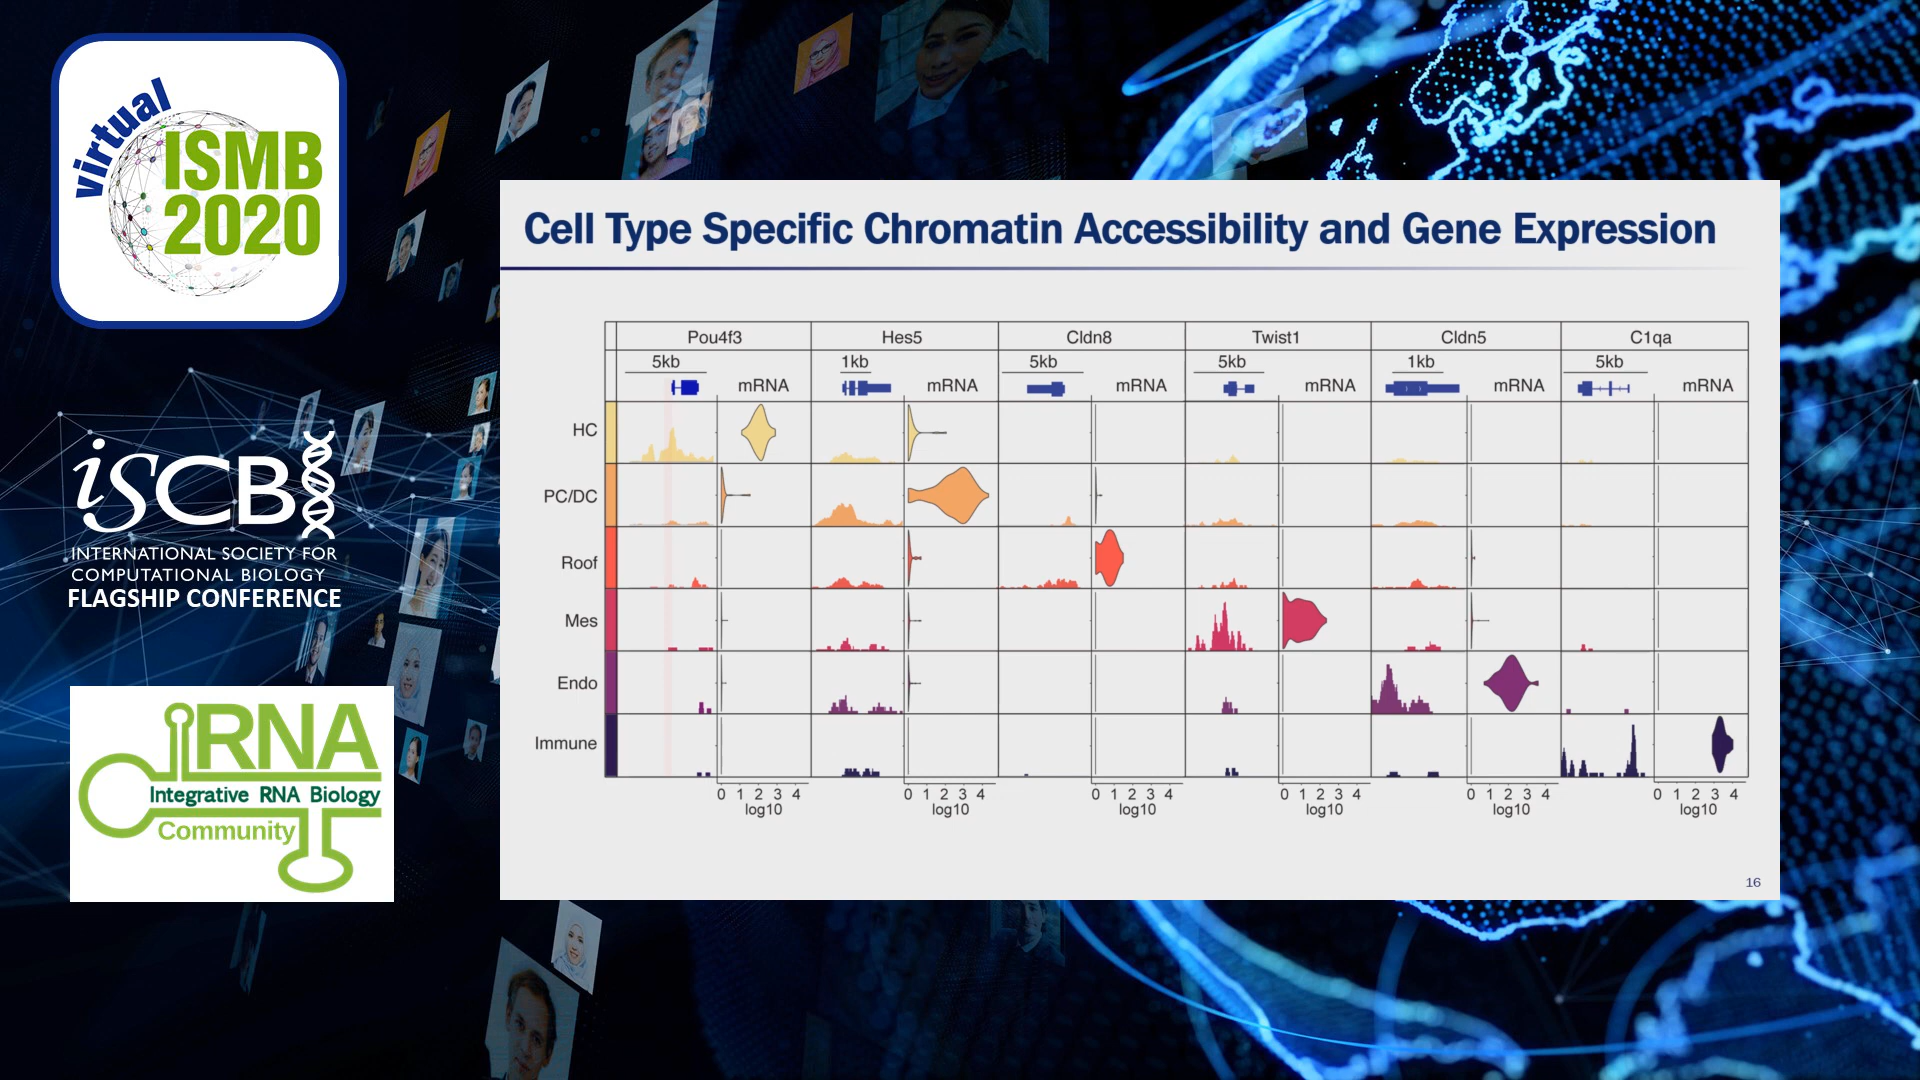 virtual
ISMB
2020
iSCB
INTERNATIONAL SOCIETY FOR
COMPUTATIONAL BIOLOGY
FLAGSHIP CONFERENCE
iRNA
Integrative RNA Biology
Community
Cell Type Specific Chromatin Accessibility and Gene Expression
Pou4f3 Hes5 Cldn8 Twist1 Cldn5 C1qa
5kb 1kb 5kb 5kb 1kb 5kb
mRNA mRNA mRNA mRNA mRNA mRNA
HC
PC/DC
Roof
Mes
Endo
Immune
0 1 2 3 4 0 1 2 3 4 0 1 2 3 4 0 1 2 3 4 0 1 2 3 4 0 1 2 3 4
log10 log10 log10 log10 log10 log10
16